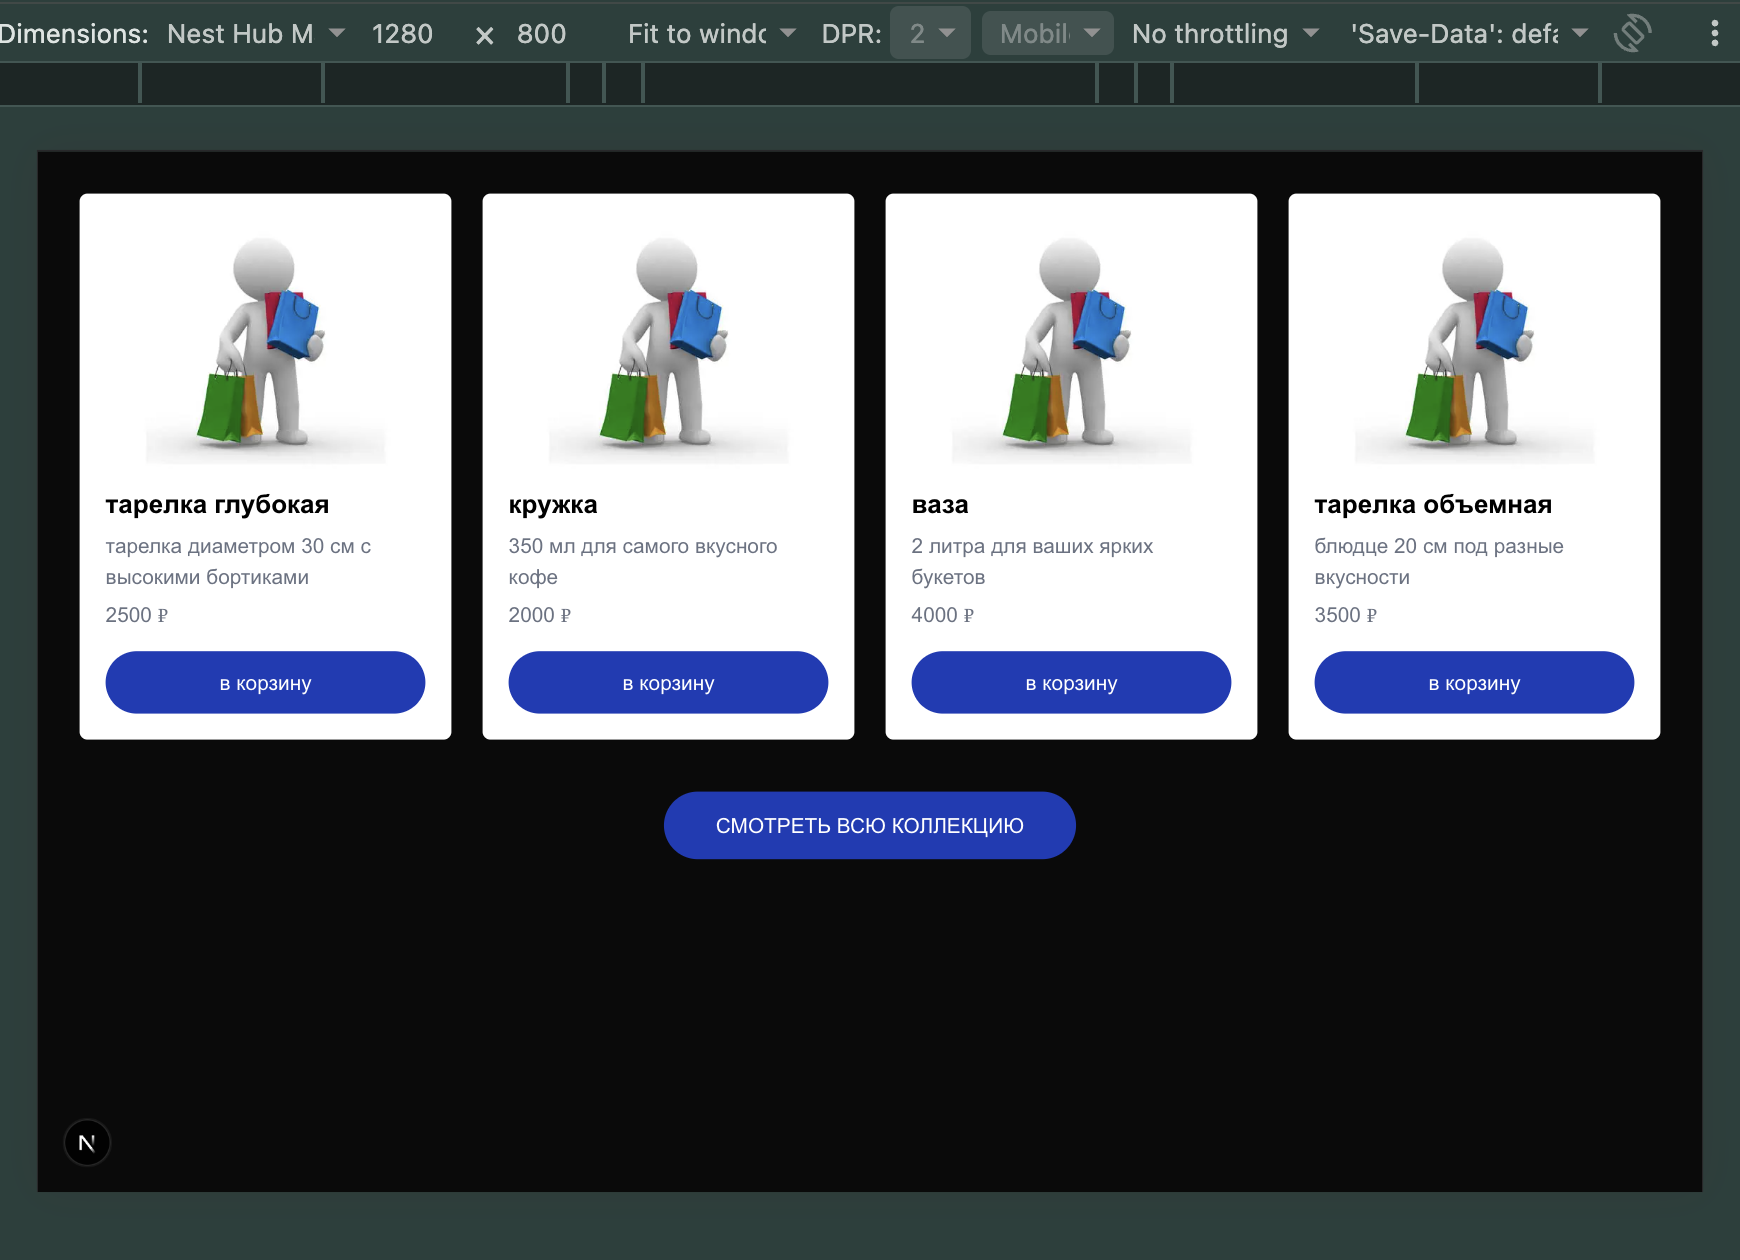 Dimensions: Nest Hub M 1280 × 800 Fit to windo DPR: 2 Mobil No throttling 'Save-Data': defa
тарелка глубокая
тарелка диаметром 30 см с
высокими бортиками
2500 ₽
в корзину
кружка
350 мл для самого вкусного
кофе
2000 ₽
в корзину
ваза
2 литра для ваших ярких
букетов
4000 ₽
в корзину
тарелка объемная
блюдце 20 см под разные
вкусности
3500 ₽
в корзину
СМОТРЕТЬ ВСЮ КОЛЛЕКЦИЮ
N